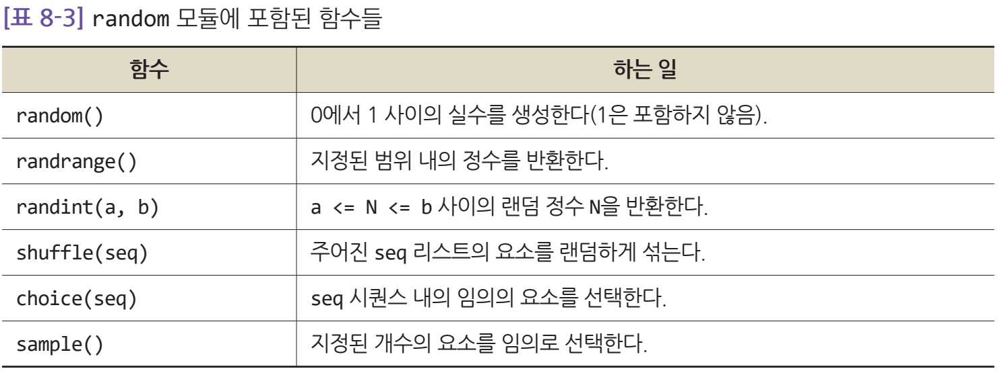 [표 8-3] random 모듈에 포함된 함수들
함수 하는 일
random() 0에서 1 사이의 실수를 생성한다(1은 포함하지 않음).
randrange() 지정된 범위 내의 정수를 반환한다.
randint(a, b) a <= N <= b 사이의 랜덤 정수 N을 반환한다.
shuffle(seq) 주어진 seq 리스트의 요소를 랜덤하게 섞는다.
choice(seq) seq 시퀀스 내의 임의의 요소를 선택한다.
sample() 지정된 개수의 요소를 임의로 선택한다.